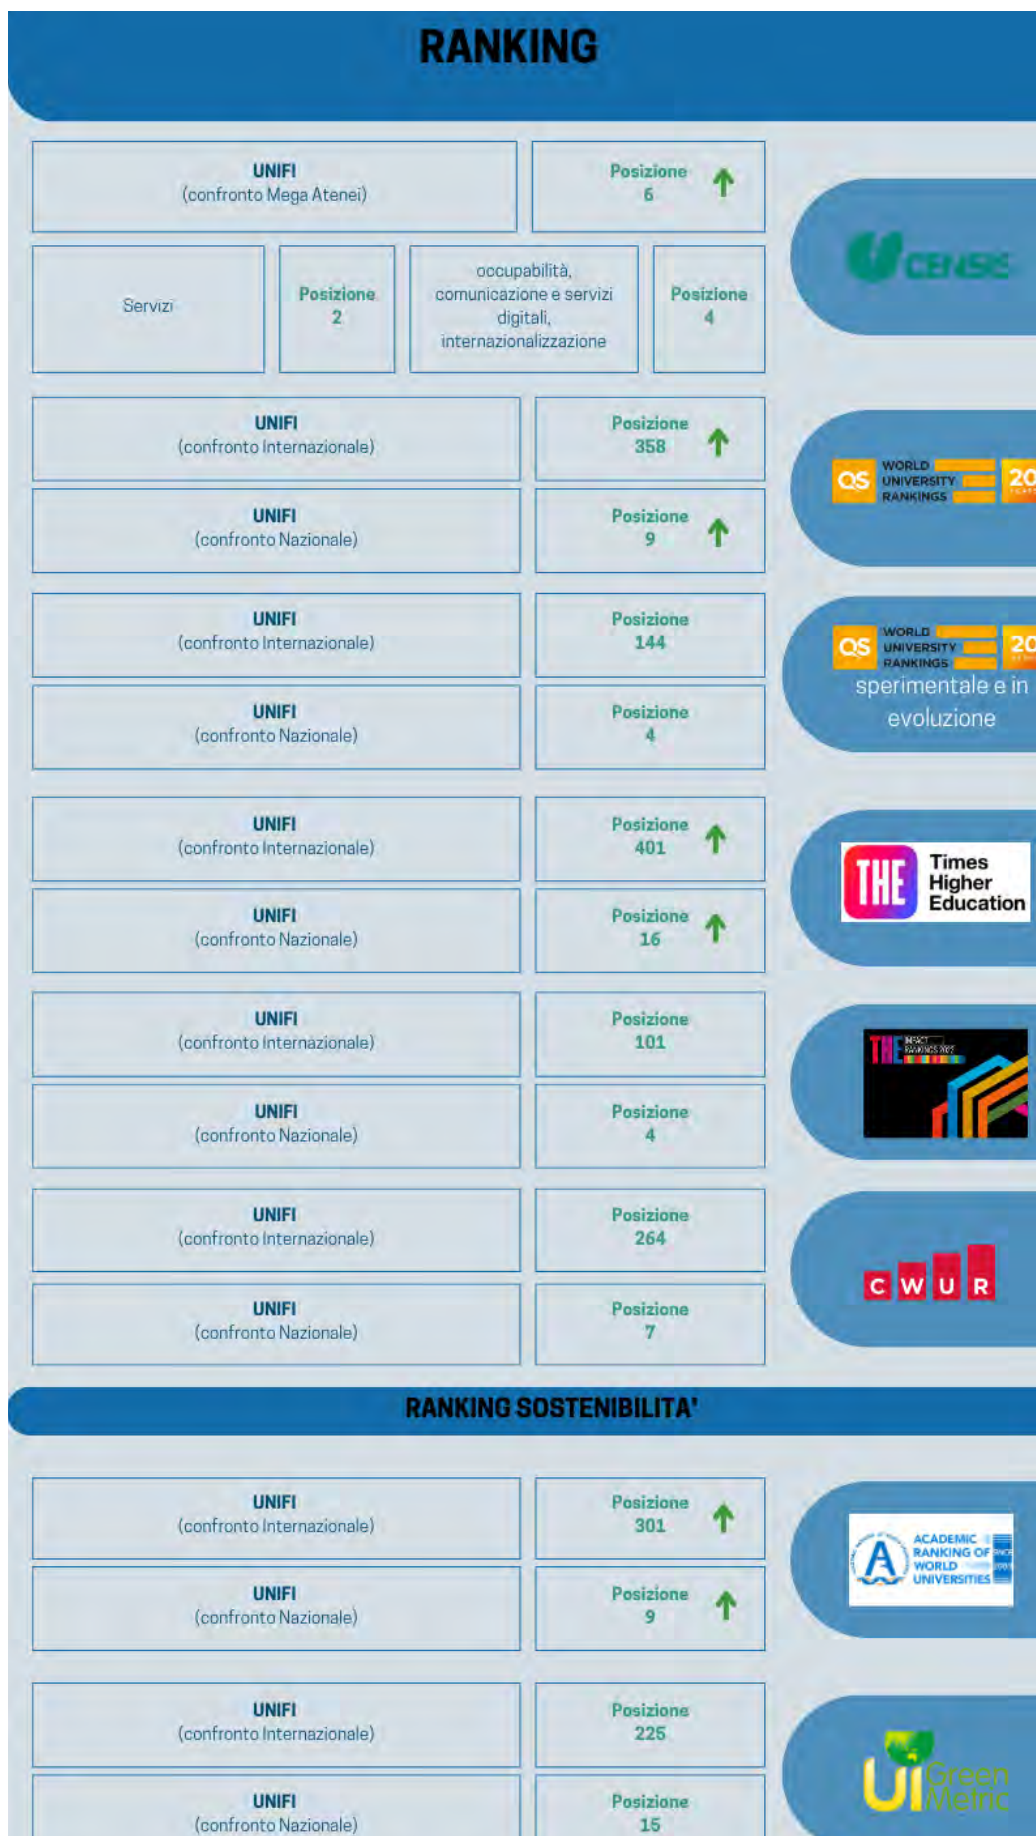 RANKING
UNIFI
(confronto Mega Atenei)
Posizione
6
CENSIS
Servizi
Posizione
2
occupabilità,
comunicazione e servizi
digitali,
internazionalizzazione
Posizione
4
UNIFI
(confronto Internazionale)
Posizione
358
UNIFI
(confronto Nazionale)
Posizione
9
QS
WORLD
UNIVERSITY
RANKINGS
20
UNIFI
(confronto Internazionale)
Posizione
144
UNIFI
(confronto Nazionale)
Posizione
4
QS
WORLD
UNIVERSITY
RANKINGS
20
sperimentale e in
evoluzione
UNIFI
(confronto Internazionale)
Posizione
401
UNIFI
(confronto Nazionale)
Posizione
16
THE
Times
Higher
Education
UNIFI
(confronto Internazionale)
Posizione
101
UNIFI
(confronto Nazionale)
Posizione
4
THE
IMPACT
RANKINGS 2022
UNIFI
(confronto Internazionale)
Posizione
264
UNIFI
(confronto Nazionale)
Posizione
7
CWUR
RANKING SOSTENIBILITA'
UNIFI
(confronto Internazionale)
Posizione
301
UNIFI
(confronto Nazionale)
Posizione
9
ACADEMIC
RANKING OF
WORLD
UNIVERSITIES
UNIFI
(confronto Internazionale)
Posizione
225
UNIFI
(confronto Nazionale)
Posizione
15
UI
Green
Metric